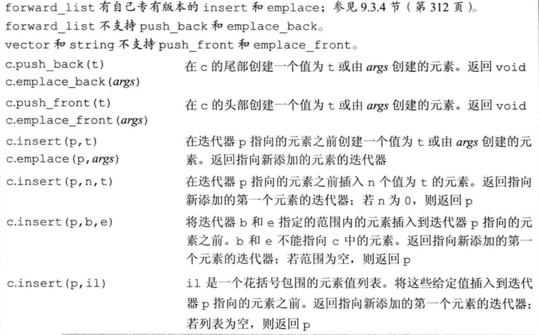 forward_list 有自己专有版本的 insert 和 emplace；参见 9.3.4 节（第 312 页）。
forward_list 不支持 push_back 和 emplace_back。
vector 和 string 不支持 push_front 和 emplace_front。
c.push_back(t) 在 c 的尾部创建一个值为 t 或由 args 创建的元素。返回 void
c.emplace_back(args)
c.push_front(t) 在 c 的头部创建一个值为 t 或由 args 创建的元素。返回 void
c.emplace_front(args)
c.insert(p,t) 在迭代器 p 指向的元素之前创建一个值为 t 或由 args 创建的元
c.emplace(p,args) 素。返回指向新添加的元素的迭代器
c.insert(p,n,t) 在迭代器 p 指向的元素之前插入 n 个值为 t 的元素。返回指向
新添加的第一个元素的迭代器；若 n 为 0，则返回 p
c.insert(p,b,e) 将迭代器 b 和 e 指定的范围内的元素插入到迭代器 p 指向的元
素之前。b 和 e 不能指向 c 中的元素。返回指向新添加的第一
个元素的迭代器；若范围为空，则返回 p
c.insert(p,il) il 是一个花括号包围的元素值列表。将这些给定值插入到迭代
器 p 指向的元素之前。返回指向新添加的第一个元素的迭代器；
若列表为空，则返回 p